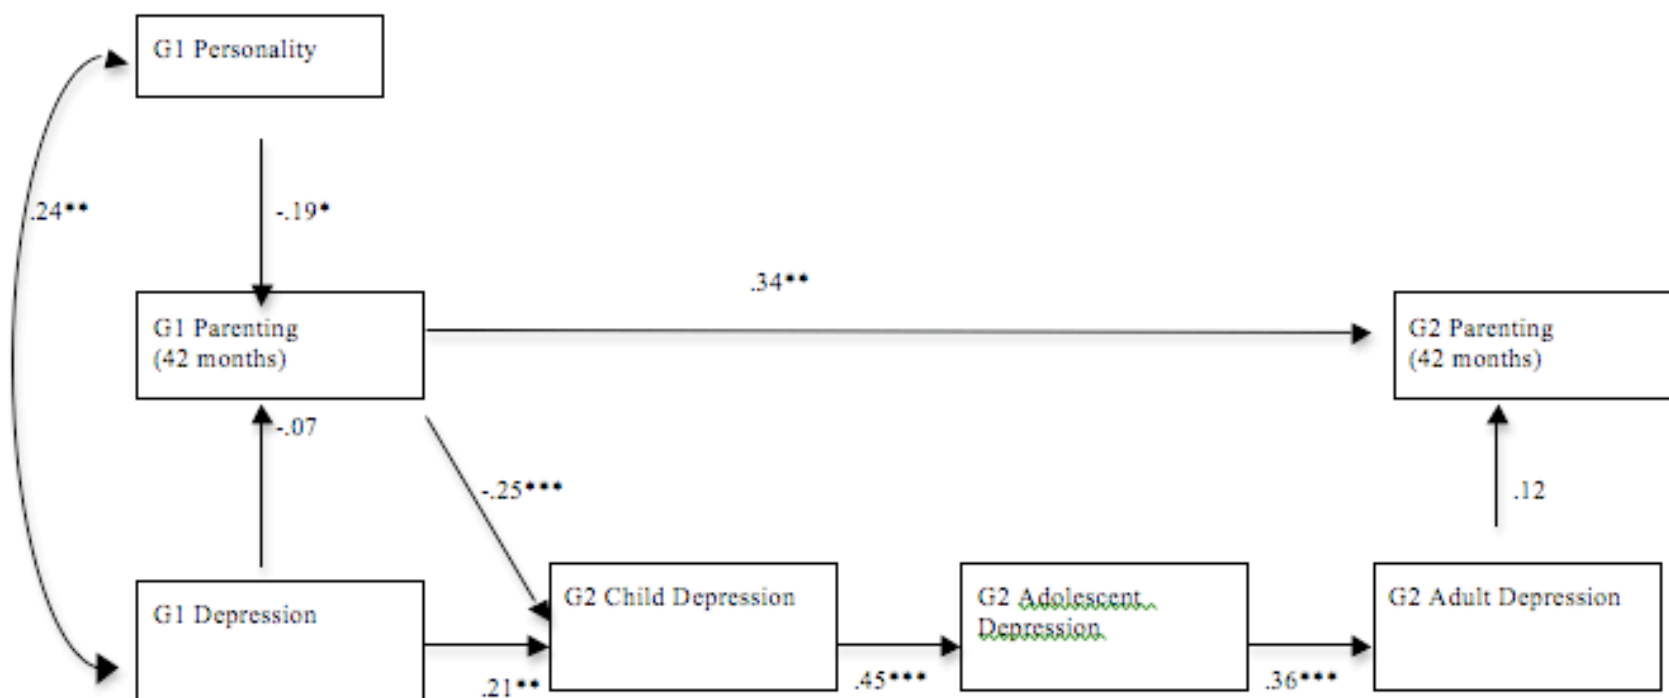 G1 Personality
.24**
-.19*
.34**
G1 Parenting
(42 months)
G2 Parenting
(42 months)
-.07
-.25***
.12
G1 Depression
G2 Child Depression
G2 Adolescent
Depression
G2 Adult Depression
.21**
.45***
.36***